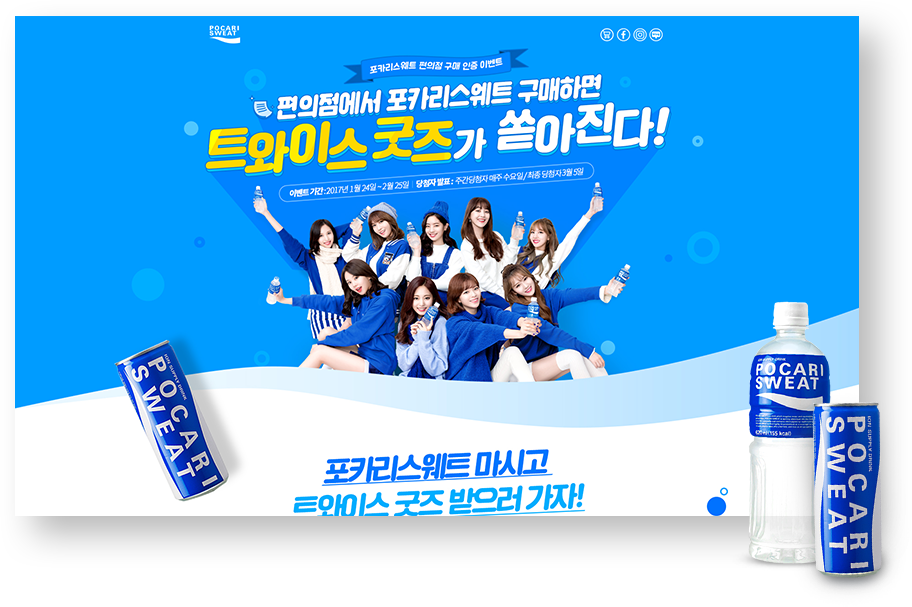 POCARI
SWEAT
포카리스웨트 편의점 구매 인증 이벤트
편의점에서 포카리스웨트 구매하면
트와이스 굿즈가 쏟아진다!
이벤트 기간 : 2017년 1월 24일 ~ 2월 25일 당첨자 발표 : 주간당첨자 매주 수요일 / 최종 당첨자 3월 5일
POCARI
SWEAT
포카리스웨트 마시고
트와이스 굿즈 받으러 가자!
ION SUPPLY DRINK
POCARI
SWEAT
ION SUPPLY DRINK
POCARI
SWEAT